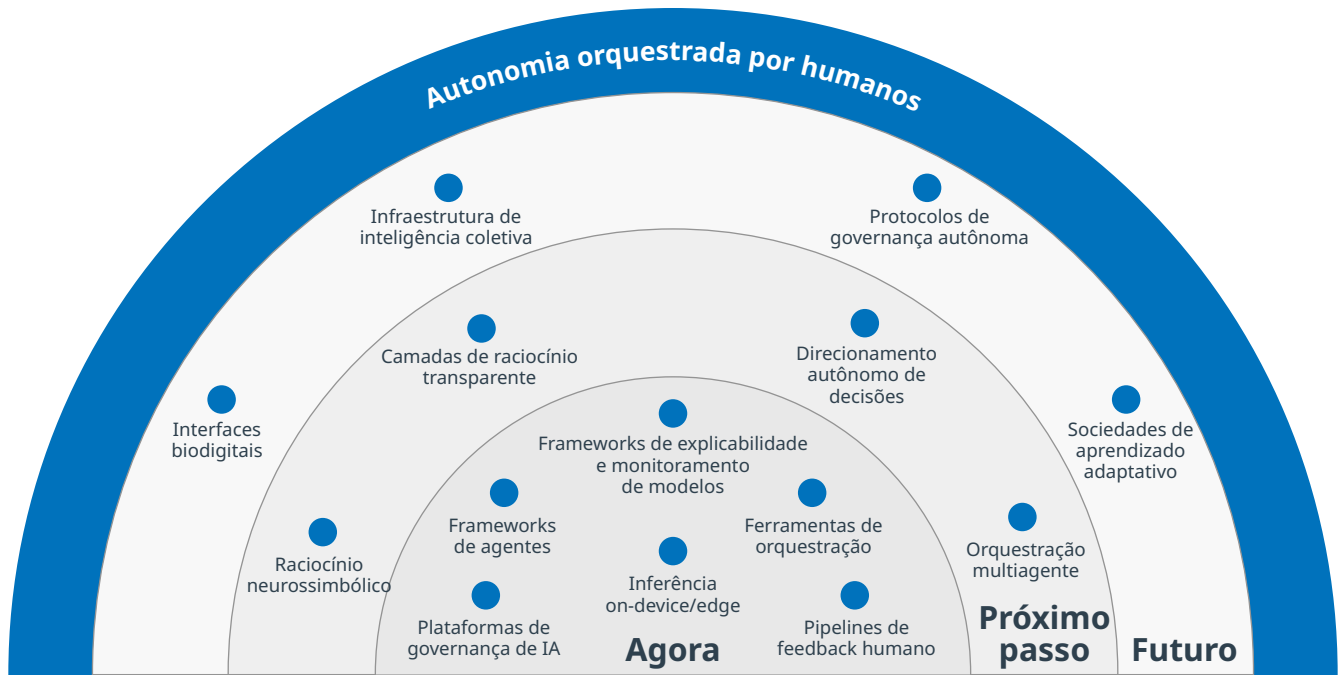 Autonomia orquestrada por humanos
Infraestrutura de
inteligência coletiva
Protocolos de
governança autônoma
Camadas de raciocínio
transparente
Direcionamento
autônomo de
decisões
Interfaces
biodigitais
Sociedades de
aprendizado
adaptativo
Frameworks de explicabilidade
e monitoramento
de modelos
Frameworks
de agentes
Ferramentas de
orquestração
Raciocínio
neurossimbólico
Inferência
on-device/edge
Orquestração
multiagente
Plataformas de
governança de IA
Pipelines de
feedback humano
Agora
Próximo
passo
Futuro